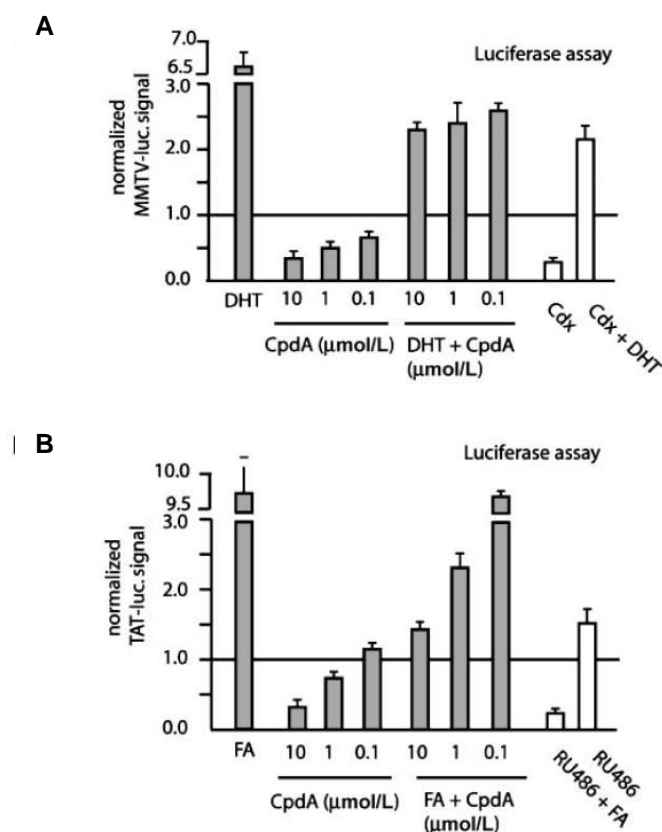 A
Luciferase assay
normalized
MMTV-luc. signal
7.0
6.5
3.0
2.0
1.0
0.0
DHT 10 1 0.1 10 1 0.1 Cdx Cdx + DHT
CpdA (μmol/L) DHT + CpdA
(μmol/L)
B
Luciferase assay
normalized
TAT-luc. signal
10.0
9.5
3.0
2.0
1.0
0.0
FA 10 1 0.1 10 1 0.1 RU486 + FA RU486
CpdA (μmol/L) FA + CpdA
(μmol/L)